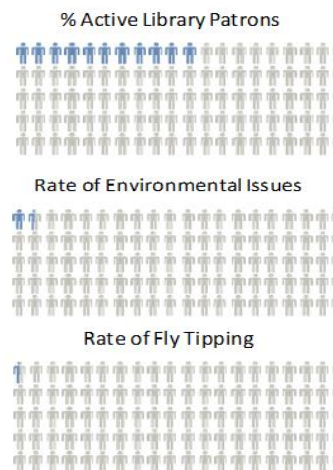 % Active Library Patrons
Rate of Environmental Issues
Rate of Fly Tipping